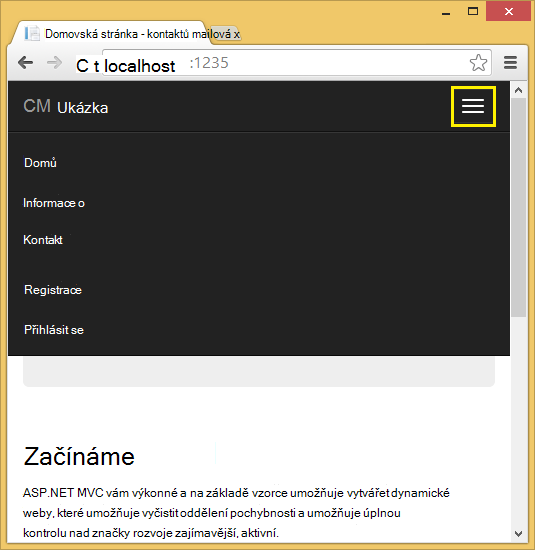 Domovská stránka - kontaktů mailová x
C t localhost :1235
CM Ukázka
Domů
Informace o
Kontakt
Registrace
Přihlásit se
Začínáme
ASP.NET MVC vám výkonné a na základě vzorce umožňuje vytvářet dynamické
weby, které umožňuje vyčistit oddělení pochybnosti a umožňuje úplnou
kontrolu nad značky rozvoje zajímavější, aktivní.